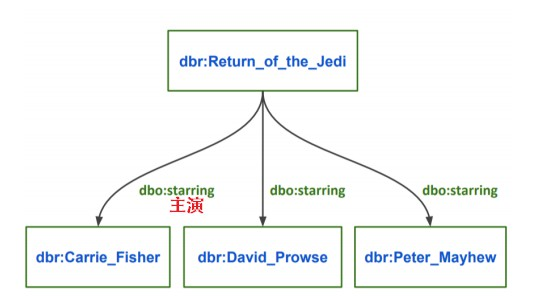 dbr:Return_of_the_Jedi
dbo:starring dbo:starring dbo:starring
主演
dbr:Carrie_Fisher dbr:David_Prowse dbr:Peter_Mayhew